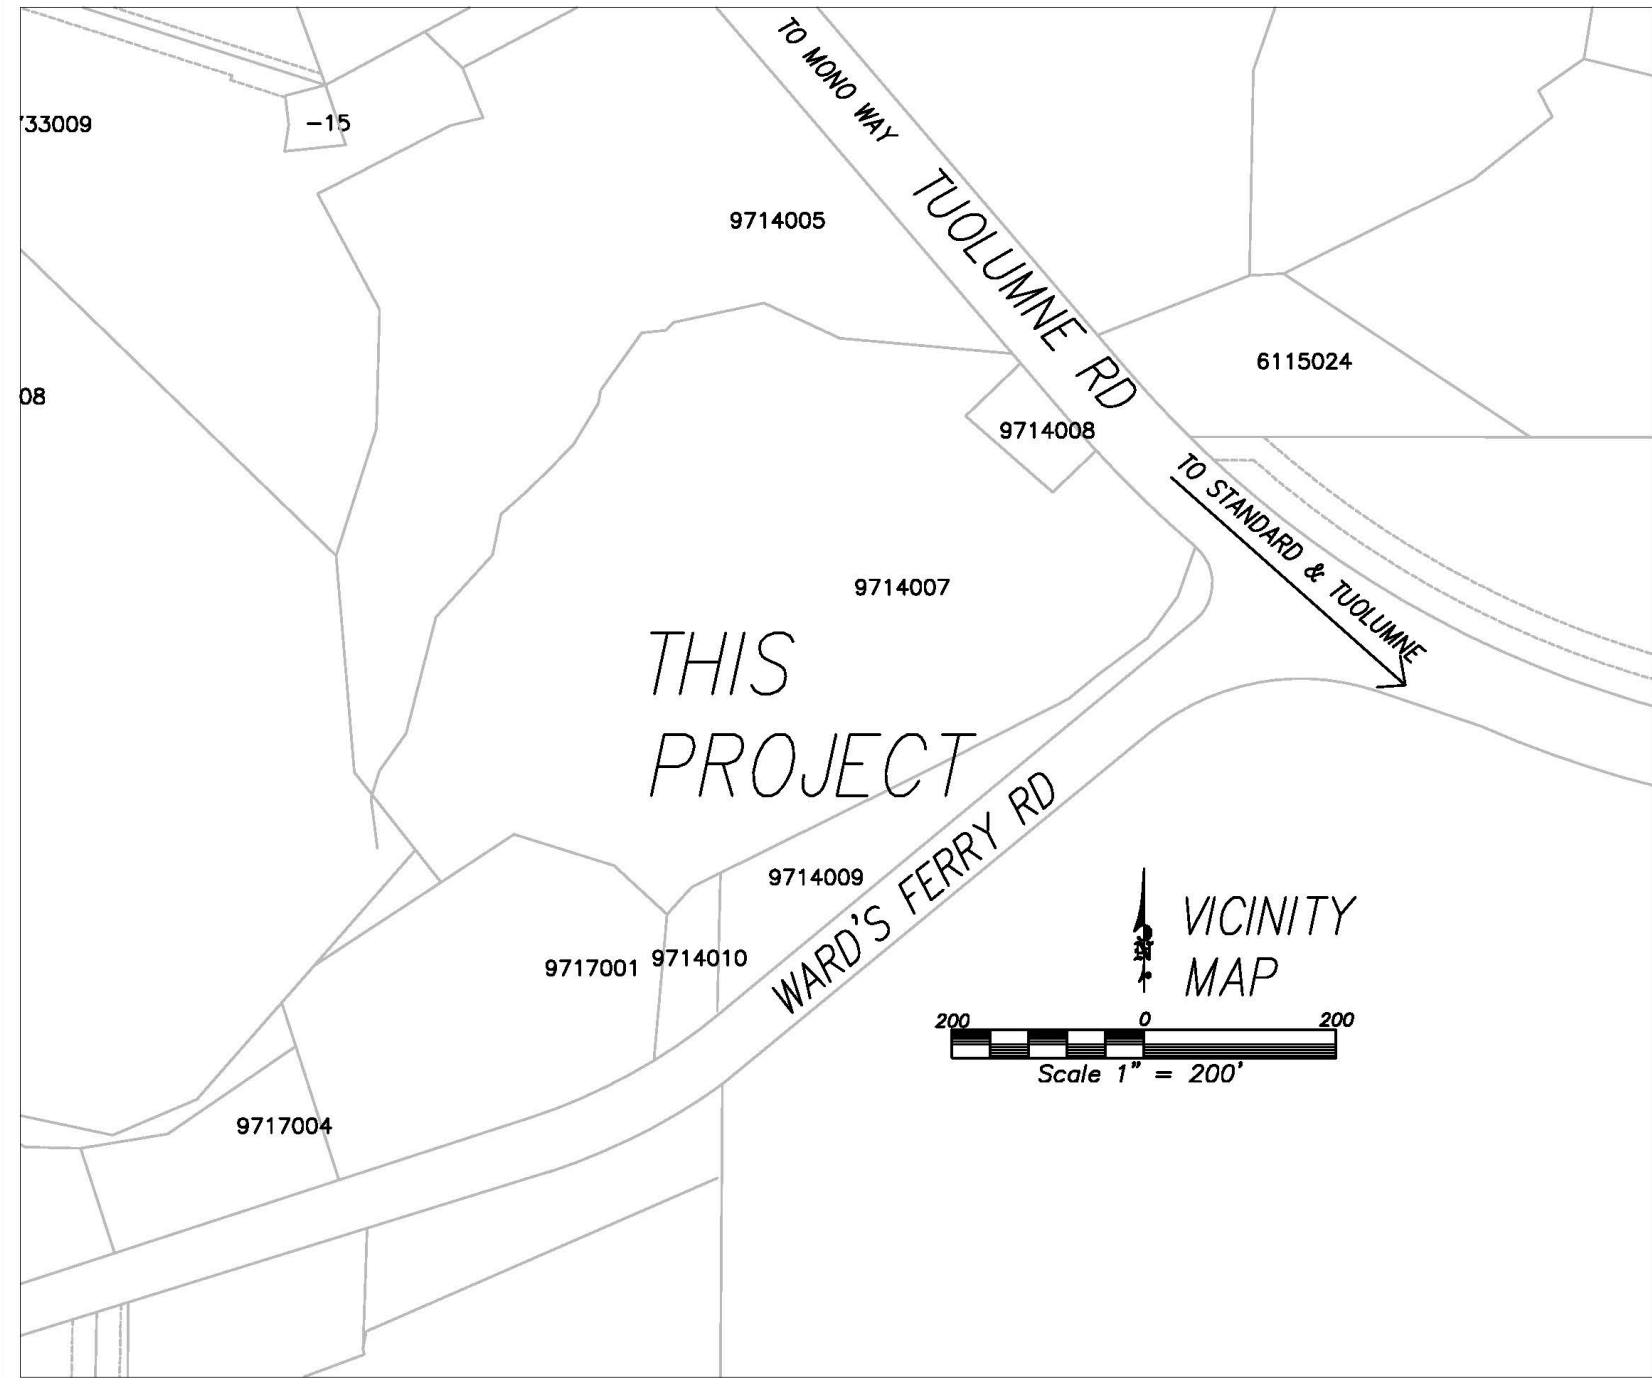 TO MONO WAY
'33009
-15
TUOLUMNE RD
9714005
6115024
08
9714008
TO STANDARD & TUOLUMNE
9714007
THIS
PROJECT
WARD'S FERRY RD
9714009
VICINITY
MAP
9717001
9714010
200 0 200
Scale 1" = 200'
9717004